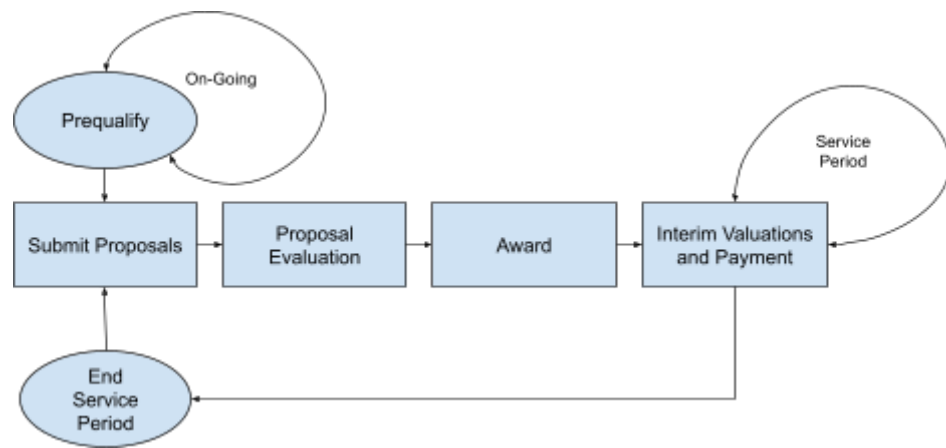 On-Going
Prequalify
Service
Period
Submit Proposals
Proposal
Evaluation
Award
Interim Valuations
and Payment
End
Service
Period